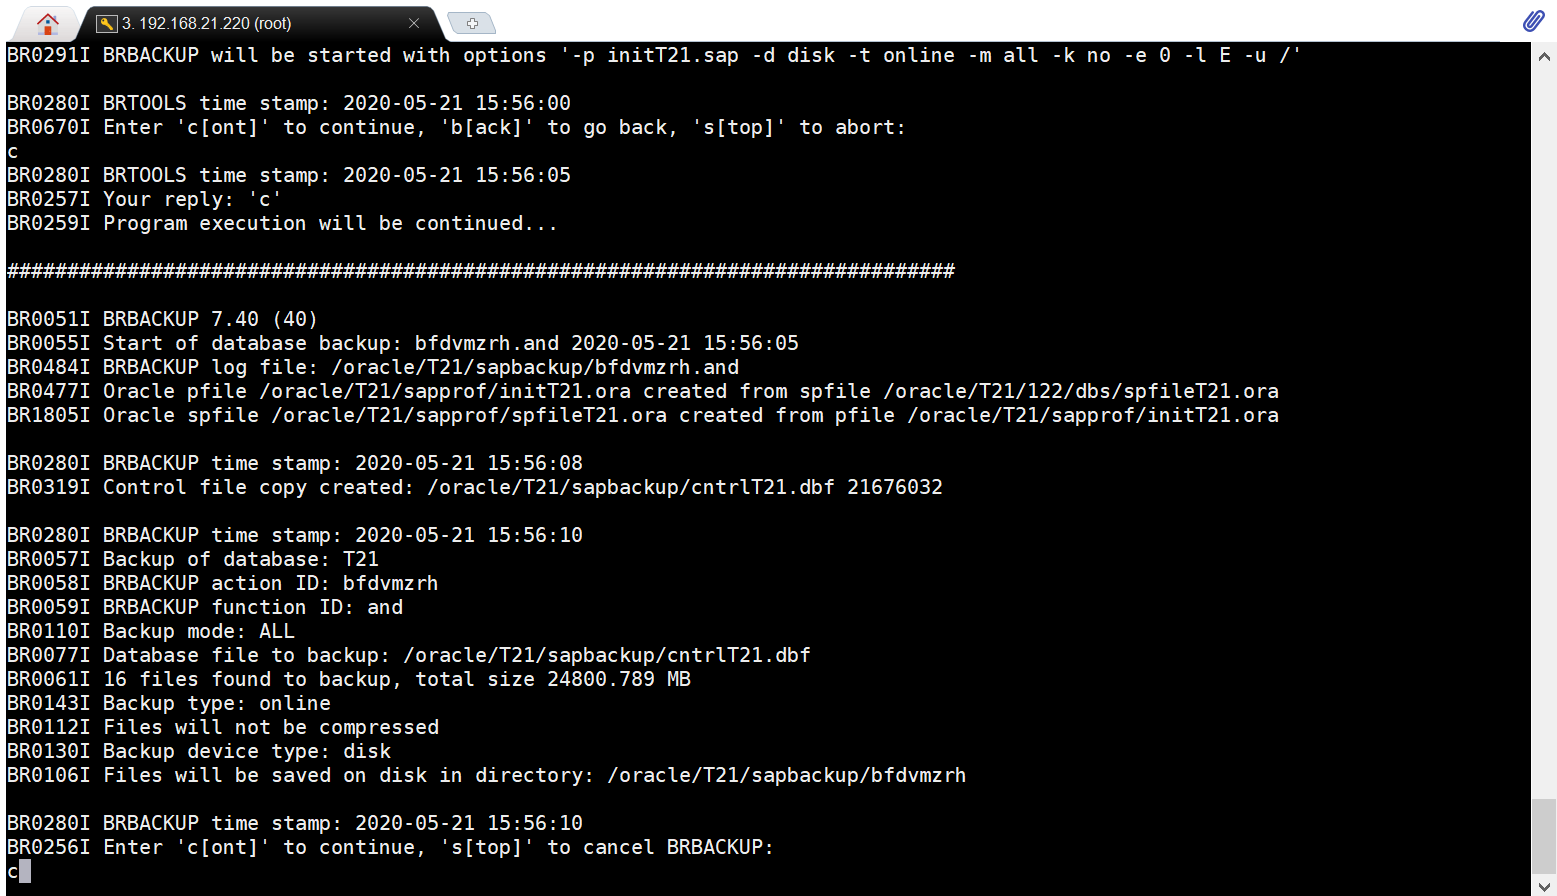 3. 192.168.21.220 (root)
BR0291I BRBACKUP will be started with options '-p initT21.sap -d disk -t online -m all -k no -e 0 -l E -u /'
BR0280I BRTOOLS time stamp: 2020-05-21 15:56:00
BR0670I Enter 'c[ont]' to continue, 'b[ack]' to go back, 's[top]' to abort:
c
BR0280I BRTOOLS time stamp: 2020-05-21 15:56:05
BR0257I Your reply: 'c'
BR0259I Program execution will be continued...
###############################################################################
BR0051I BRBACKUP 7.40 (40)
BR0055I Start of database backup: bfdvmzrh.and 2020-05-21 15:56:05
BR0484I BRBACKUP log file: /oracle/T21/sapbackup/bfdvmzrh.and
BR0477I Oracle pfile /oracle/T21/sapprof/initT21.ora created from spfile /oracle/T21/122/dbs/spfileT21.ora
BR1805I Oracle spfile /oracle/T21/sapprof/spfileT21.ora created from pfile /oracle/T21/sapprof/initT21.ora
BR0280I BRBACKUP time stamp: 2020-05-21 15:56:08
BR0319I Control file copy created: /oracle/T21/sapbackup/cntrlT21.dbf 21676032
BR0280I BRBACKUP time stamp: 2020-05-21 15:56:10
BR0057I Backup of database: T21
BR0058I BRBACKUP action ID: bfdvmzrh
BR0059I BRBACKUP function ID: and
BR0110I Backup mode: ALL
BR0077I Database file to backup: /oracle/T21/sapbackup/cntrlT21.dbf
BR0061I 16 files found to backup, total size 24800.789 MB
BR0143I Backup type: online
BR0112I Files will not be compressed
BR0130I Backup device type: disk
BR0106I Files will be saved on disk in directory: /oracle/T21/sapbackup/bfdvmzrh
BR0280I BRBACKUP time stamp: 2020-05-21 15:56:10
BR0256I Enter 'c[ont]' to continue, 's[top]' to cancel BRBACKUP:
c